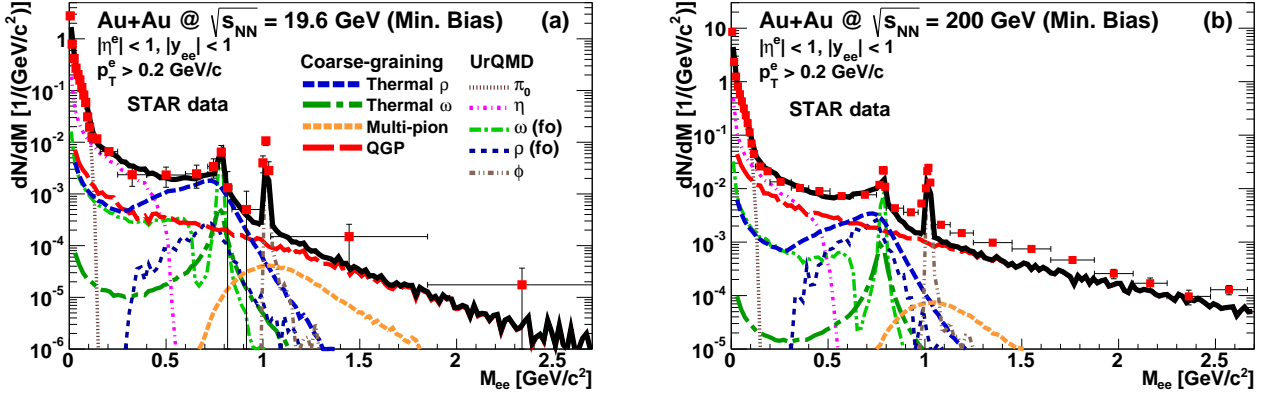 Au+Au @ √s_NN = 19.6 GeV (Min. Bias) (a)
|η^e| < 1, |y_ee| < 1
p_T^e > 0.2 GeV/c
STAR data
Coarse-graining
Thermal ρ
Thermal ω
Multi-pion
QGP
UrQMD
π_0
η
ω (fo)
ρ (fo)
ϕ
dN/dM [1/(GeV/c²)]
1
10^-1
10^-2
10^-3
10^-4
10^-5
10^-6
0 0.5 1 1.5 2 2.5
M_ee [GeV/c²]
Au+Au @ √s_NN = 200 GeV (Min. Bias) (b)
|η^e| < 1, |y_ee| < 1
p_T^e > 0.2 GeV/c
STAR data
dN/dM [1/(GeV/c²)]
10
1
10^-1
10^-2
10^-3
10^-4
10^-5
0 0.5 1 1.5 2 2.5
M_ee [GeV/c²]